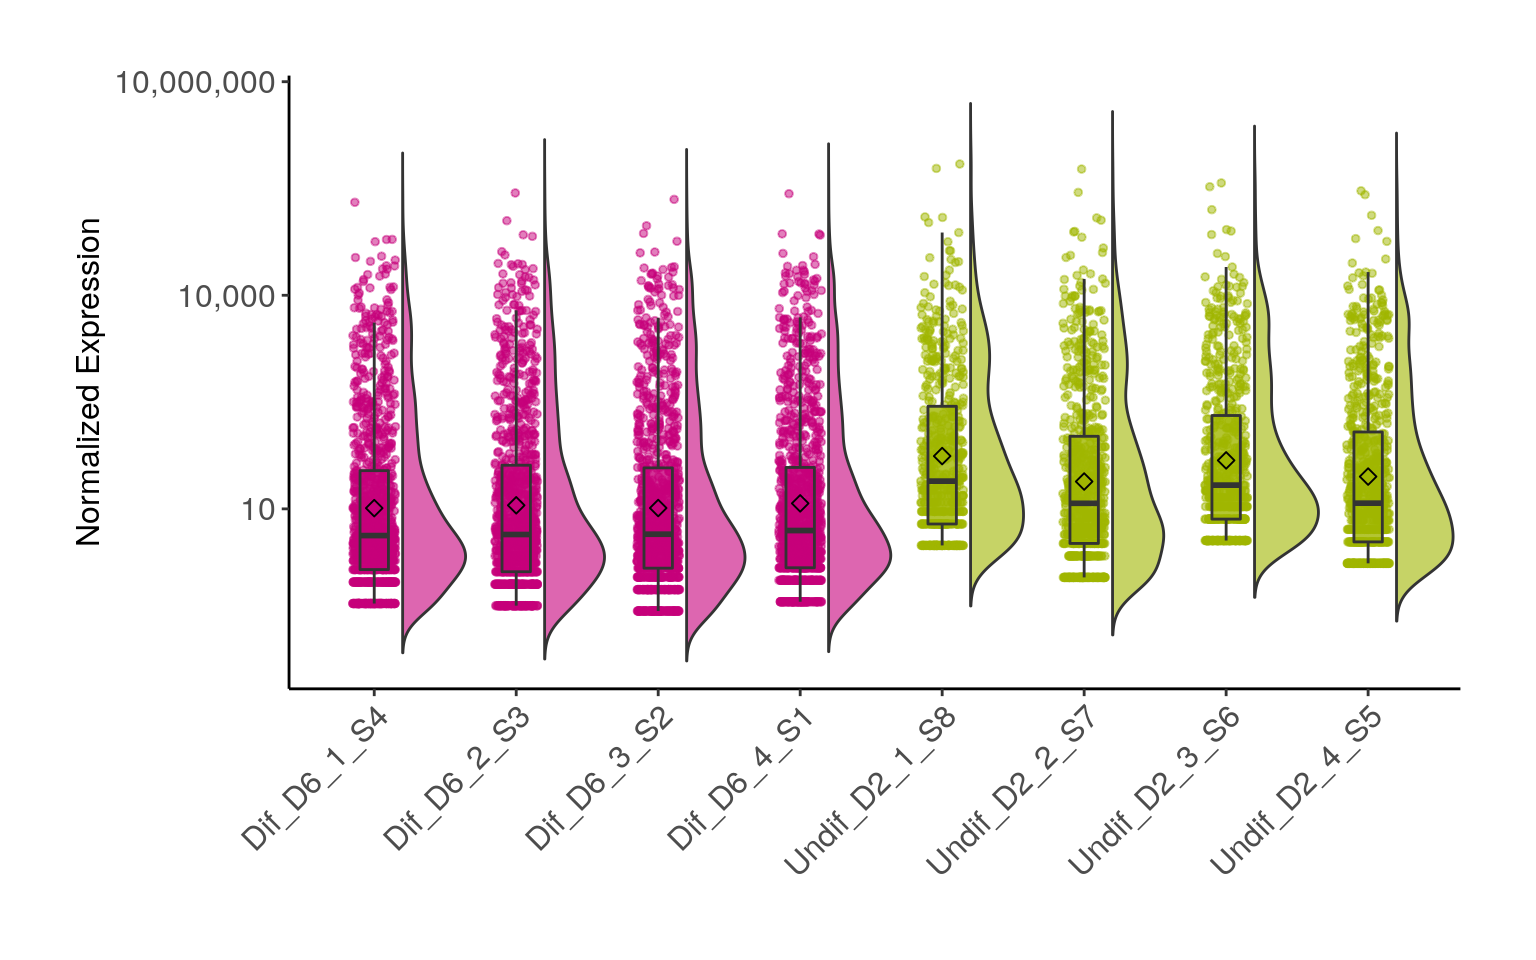 10,000,000
10,000
10
Normalized Expression
Dif_D6_1_S4
Dif_D6_2_S3
Dif_D6_3_S2
Dif_D6_4_S1
Undif_D2_1_S8
Undif_D2_2_S7
Undif_D2_3_S6
Undif_D2_4_S5